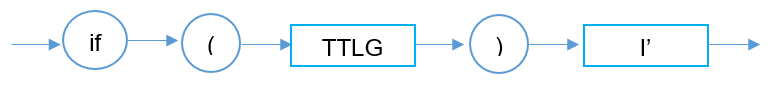 if ( TTLG ) I’